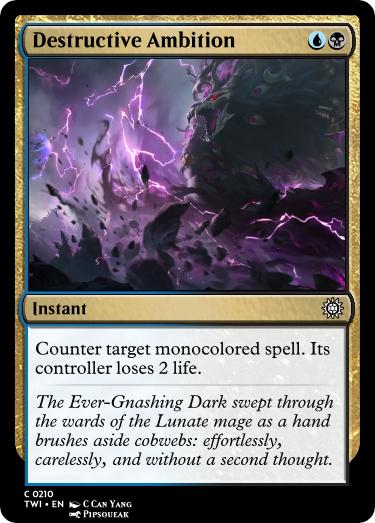 Destructive Ambition
Instant
Counter target monocolored spell. Its
controller loses 2 life.
The Ever-Gnashing Dark swept through
the wards of the Lunate mage as a hand
brushes aside cobwebs: effortlessly,
carelessly, and without a second thought.
C 0210
TWI • EN C Can Yang
Pipsqueak